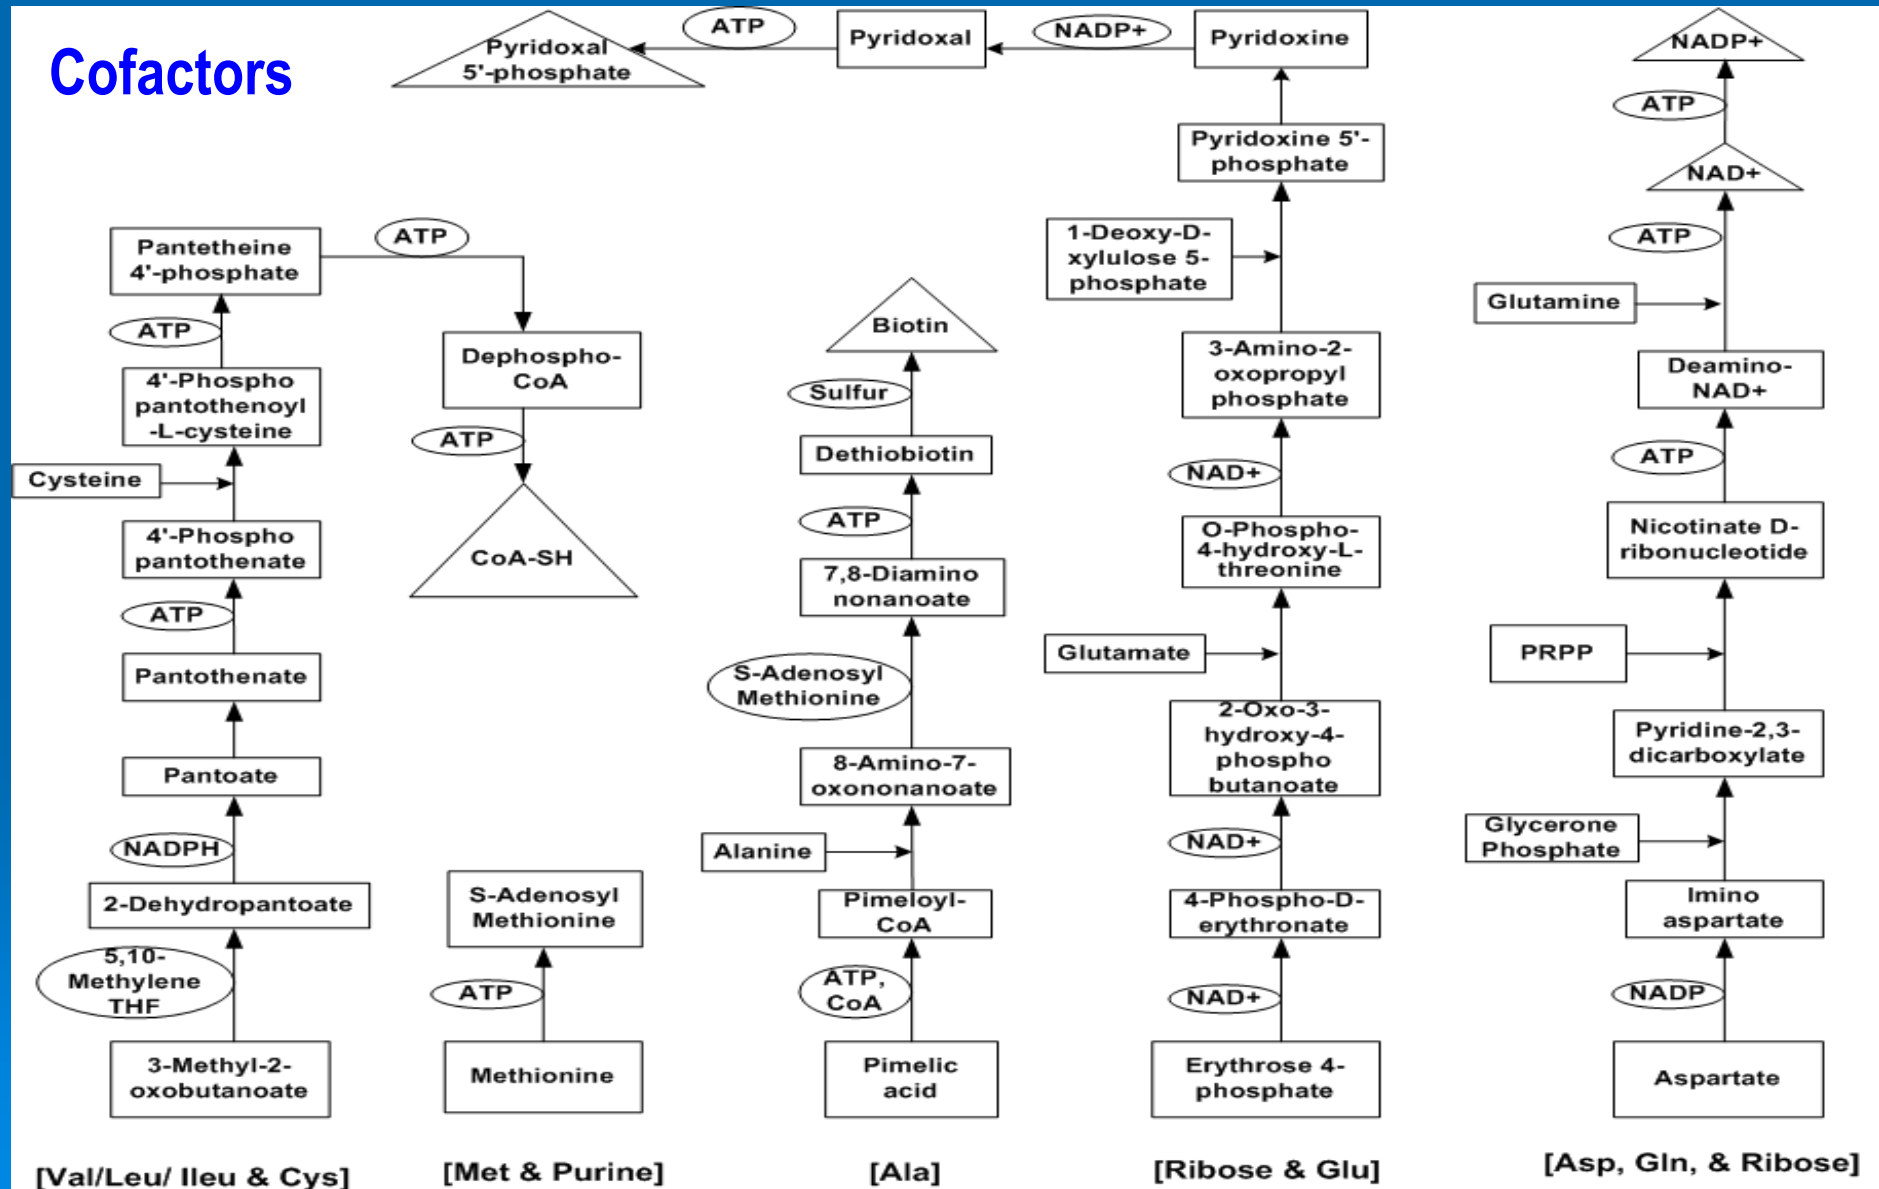 Cofactors
Pyridoxal
5'-phosphate
ATP
Pyridoxal
NADP+
Pyridoxine
Pyridoxine 5'-
phosphate
1-Deoxy-D-
xylulose 5-
phosphate
3-Amino-2-
oxopropyl
phosphate
NAD+
O-Phospho-
4-hydroxy-L-
threonine
Glutamate
2-Oxo-3-
hydroxy-4-
phospho
butanoate
NAD+
4-Phospho-D-
erythronate
NAD+
Erythrose 4-
phosphate
[Ribose & Glu]
NADP+
ATP
NAD+
ATP
Glutamine
Deamino-
NAD+
ATP
Nicotinate D-
ribonucleotide
PRPP
Pyridine-2,3-
dicarboxylate
Glycerone
Phosphate
Imino
aspartate
NADP
Aspartate
[Asp, Gln, & Ribose]
Pantetheine
4'-phosphate
ATP
ATP
4'-Phospho
pantothenoyl
-L-cysteine
Cysteine
4'-Phospho
pantothenate
ATP
Pantothenate
Pantoate
NADPH
2-Dehydropantoate
5,10-
Methylene
THF
3-Methyl-2-
oxobutanoate
[Val/Leu/ Ileu & Cys]
Dephospho-
CoA
ATP
CoA-SH
S-Adenosyl
Methionine
ATP
Methionine
[Met & Purine]
Biotin
Sulfur
Dethiobiotin
ATP
7,8-Diamino
nonanoate
S-Adenosyl
Methionine
8-Amino-7-
oxononanoate
Alanine
Pimeloyl-
CoA
ATP,
CoA
Pimelic
acid
[Ala]